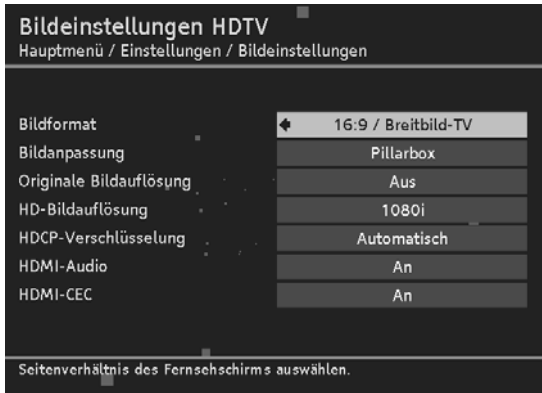 Bildeinstellungen HDTV
Hauptmenü / Einstellungen / Bildeinstellungen
Bildformat 16:9 / Breitbild-TV
Bildanpassung Pillarbox
Originale Bildauflösung Aus
HD-Bildauflösung 1080i
HDCP-Verschlüsselung Automatisch
HDMI-Audio An
HDMI-CEC An
Seitenverhältnis des Fernsehschirms auswählen.